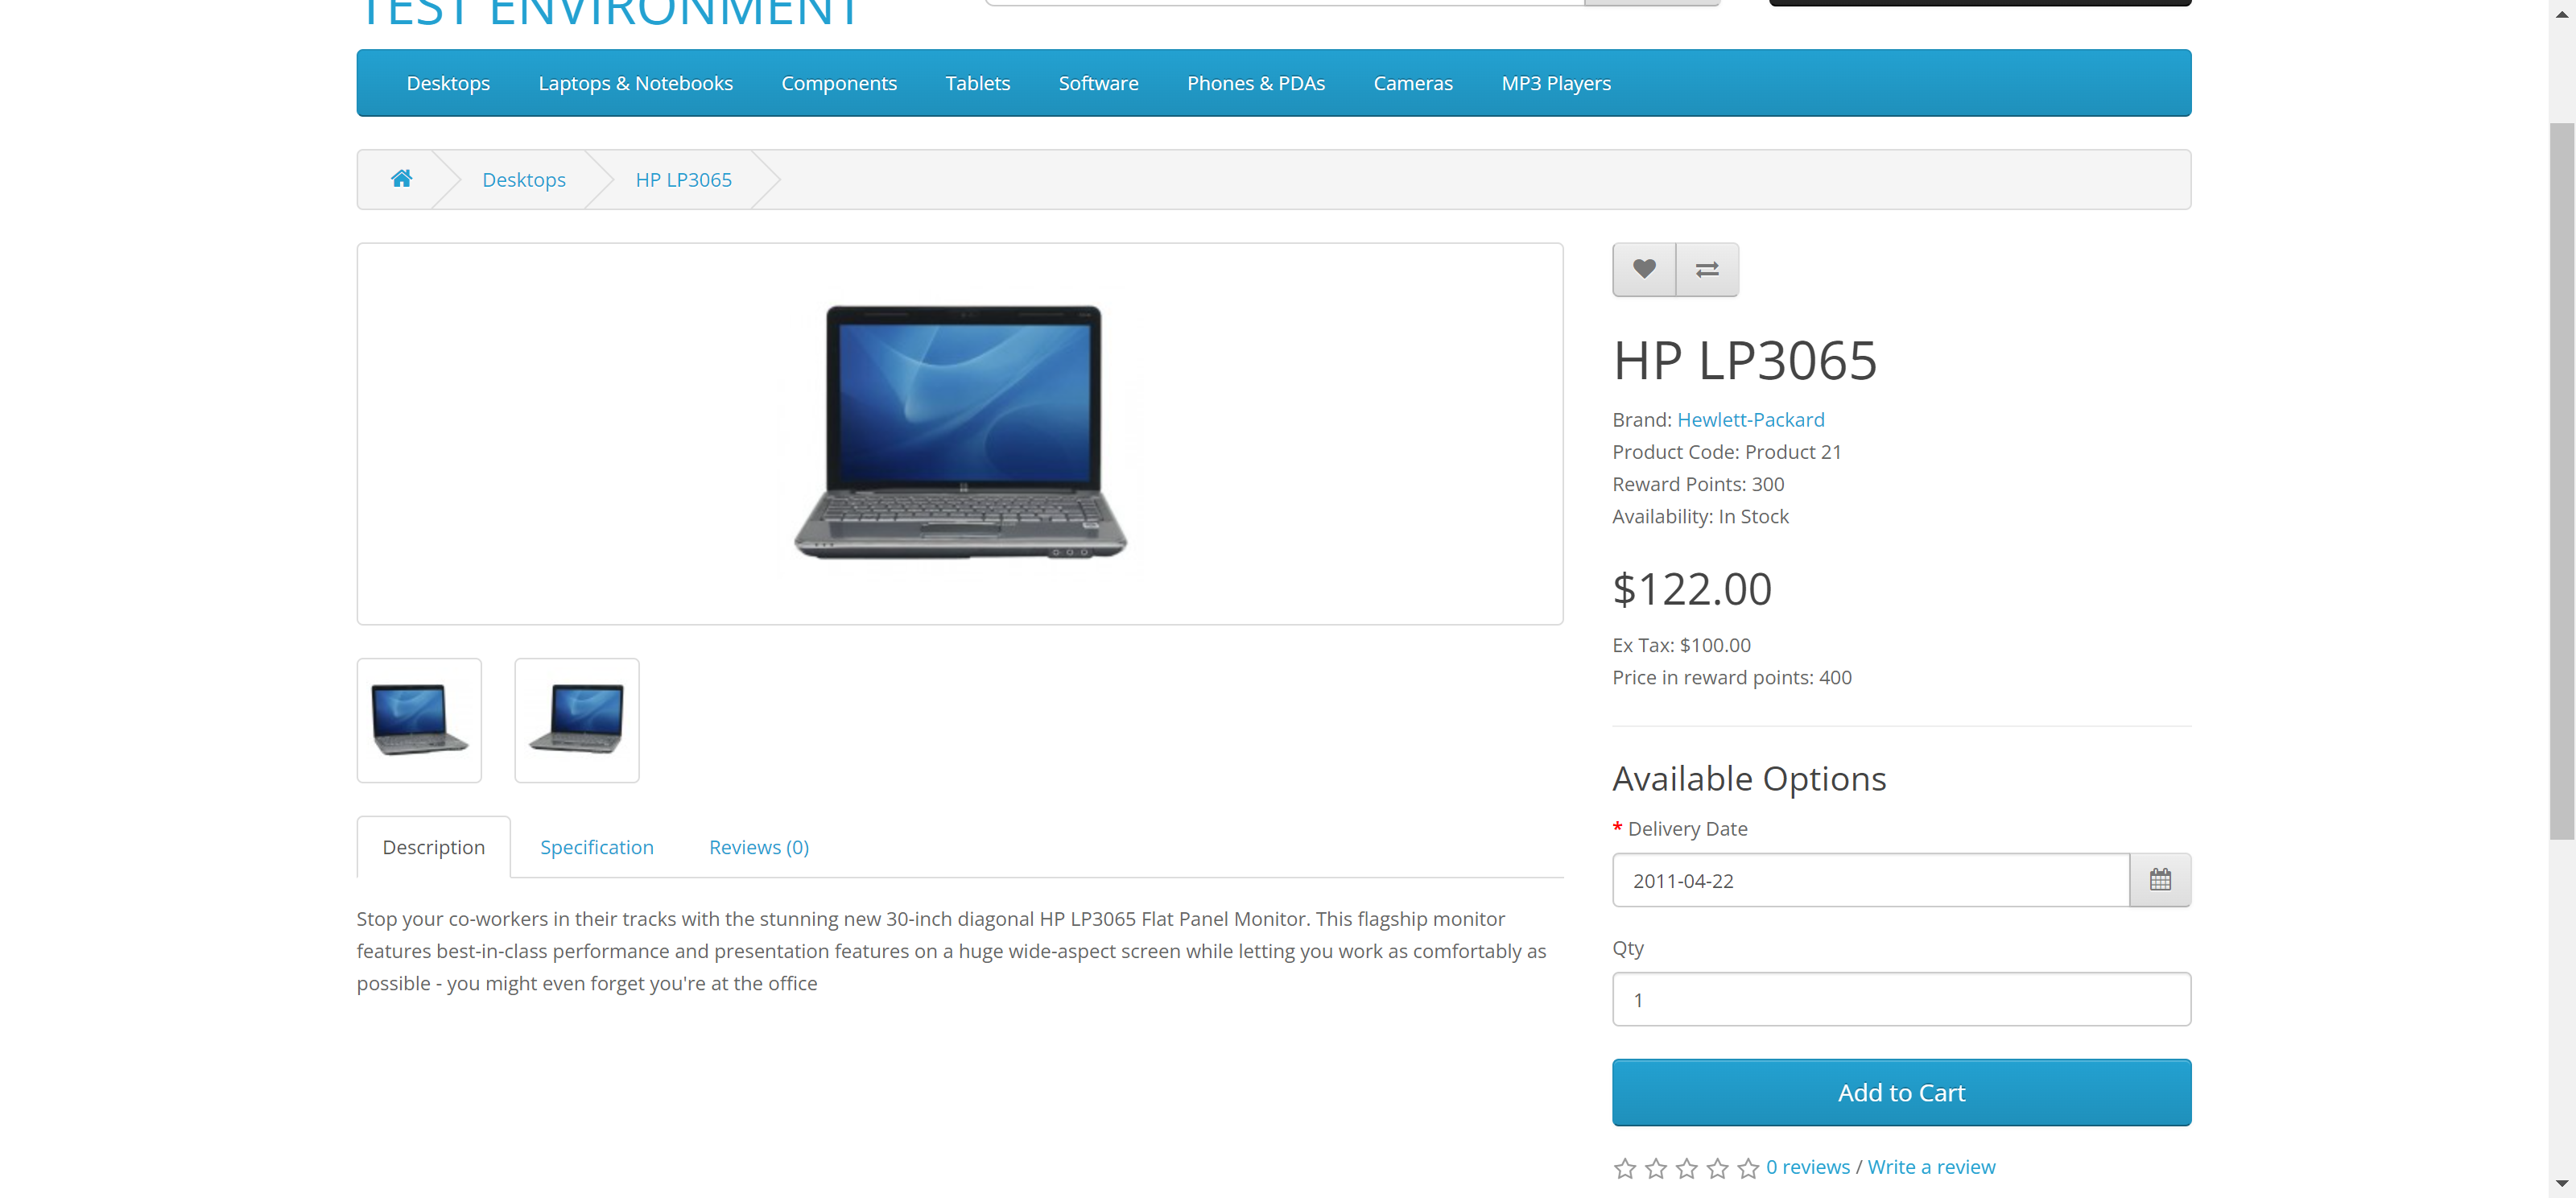 TEST ENVIRONMENT
Desktops Laptops & Notebooks Components Tablets Software Phones & PDAs Cameras MP3 Players
Desktops HP LP3065
HP LP3065
Brand: Hewlett-Packard
Product Code: Product 21
Reward Points: 300
Availability: In Stock
$122.00
Ex Tax: $100.00
Price in reward points: 400
Available Options
* Delivery Date
2011-04-22
Qty
1
Add to Cart
0 reviews / Write a review
Description Specification Reviews (0)
Stop your co-workers in their tracks with the stunning new 30-inch diagonal HP LP3065 Flat Panel Monitor. This flagship monitor
features best-in-class performance and presentation features on a huge wide-aspect screen while letting you work as comfortably as
possible - you might even forget you're at the office